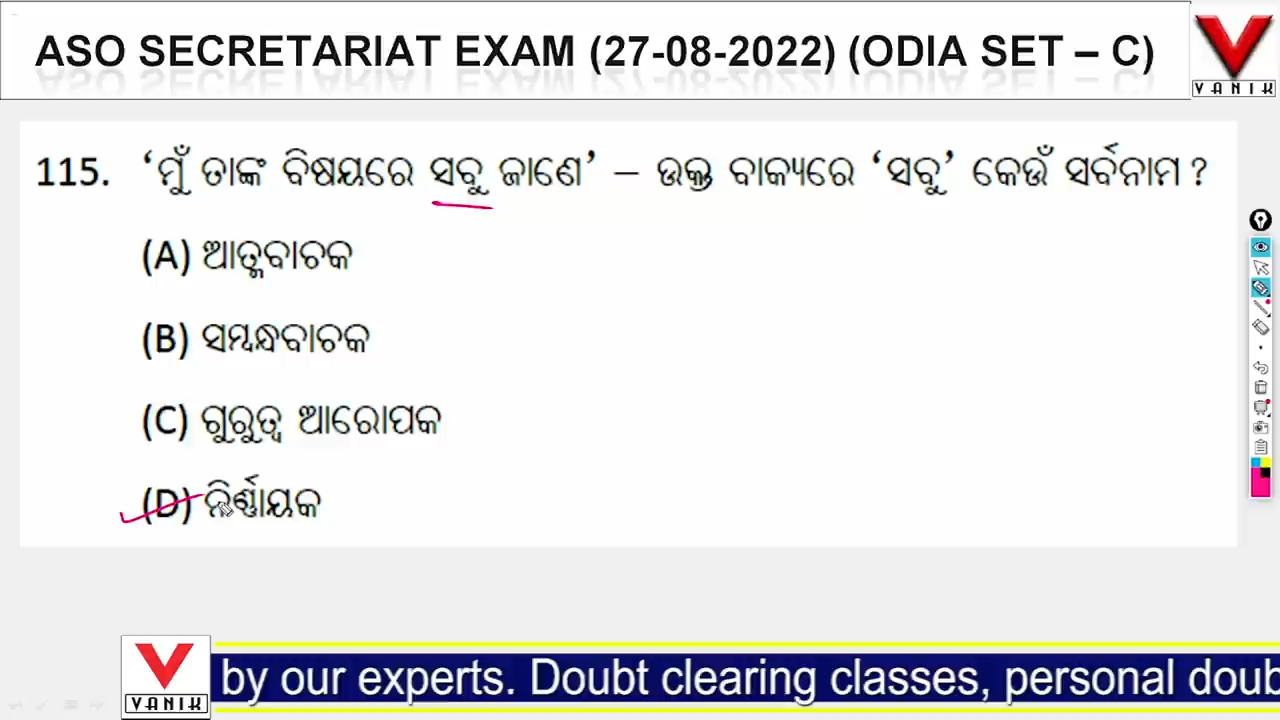 ASO SECRETARIAT EXAM (27-08-2022) (ODIA SET – C)
VANIK
115. ‘ମୁଁ ତାଙ୍କ ବିଷୟରେ ସବୁ ଜାଣେ’ – ଉକ୍ତ ବାକ୍ୟରେ ‘ସବୁ’ କେଉଁ ସର୍ବନାମ ?
(A) ଆତ୍ମବାଚକ
(B) ସମ୍ବନ୍ଧବାଚକ
(C) ଗୁରୁତ୍ୱ ଆରୋପକ
(D) ନିର୍ଣ୍ଣାୟକ
VANIK
by our experts. Doubt clearing classes, personal doub